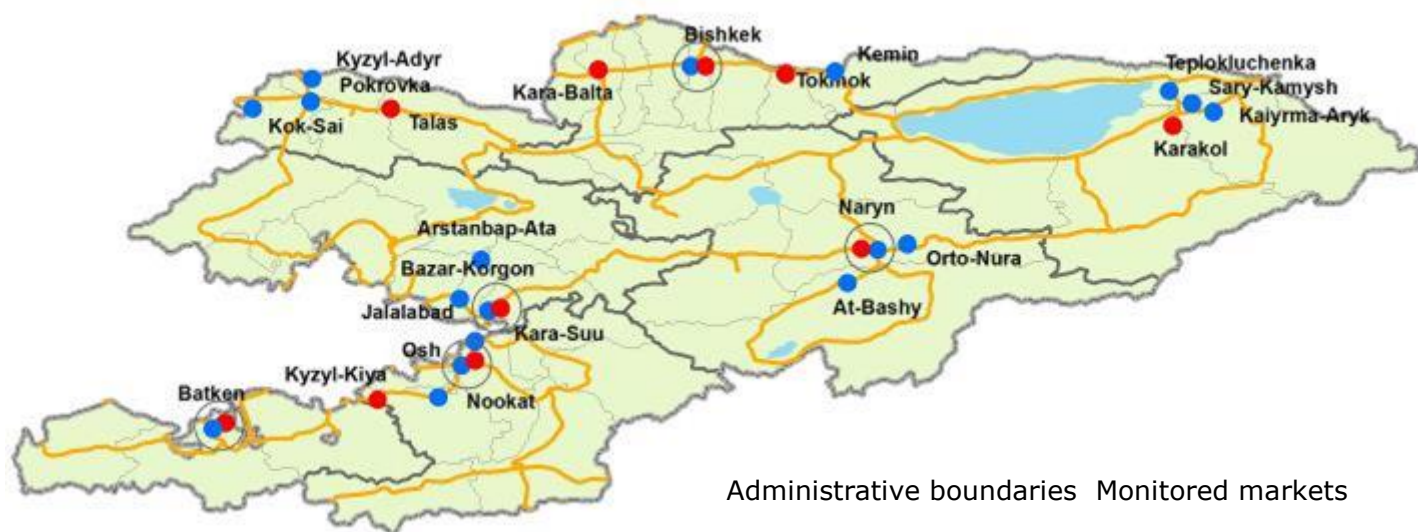 Bishkek
Kemin
Kyzyl-Adyr
Pokrovka
Kara-Balta
Tokmok
Teplokluchenka
Sary-Kamysh
Kaiyrma-Aryk
Kok-Sai
Talas
Karakol
Naryn
Arstanbap-Ata
Orto-Nura
Bazar-Korgon
At-Bashy
Jalalabad
Kara-Suu
Osh
Kyzyl-Kiya
Nookat
Batken
Administrative boundaries Monitored markets